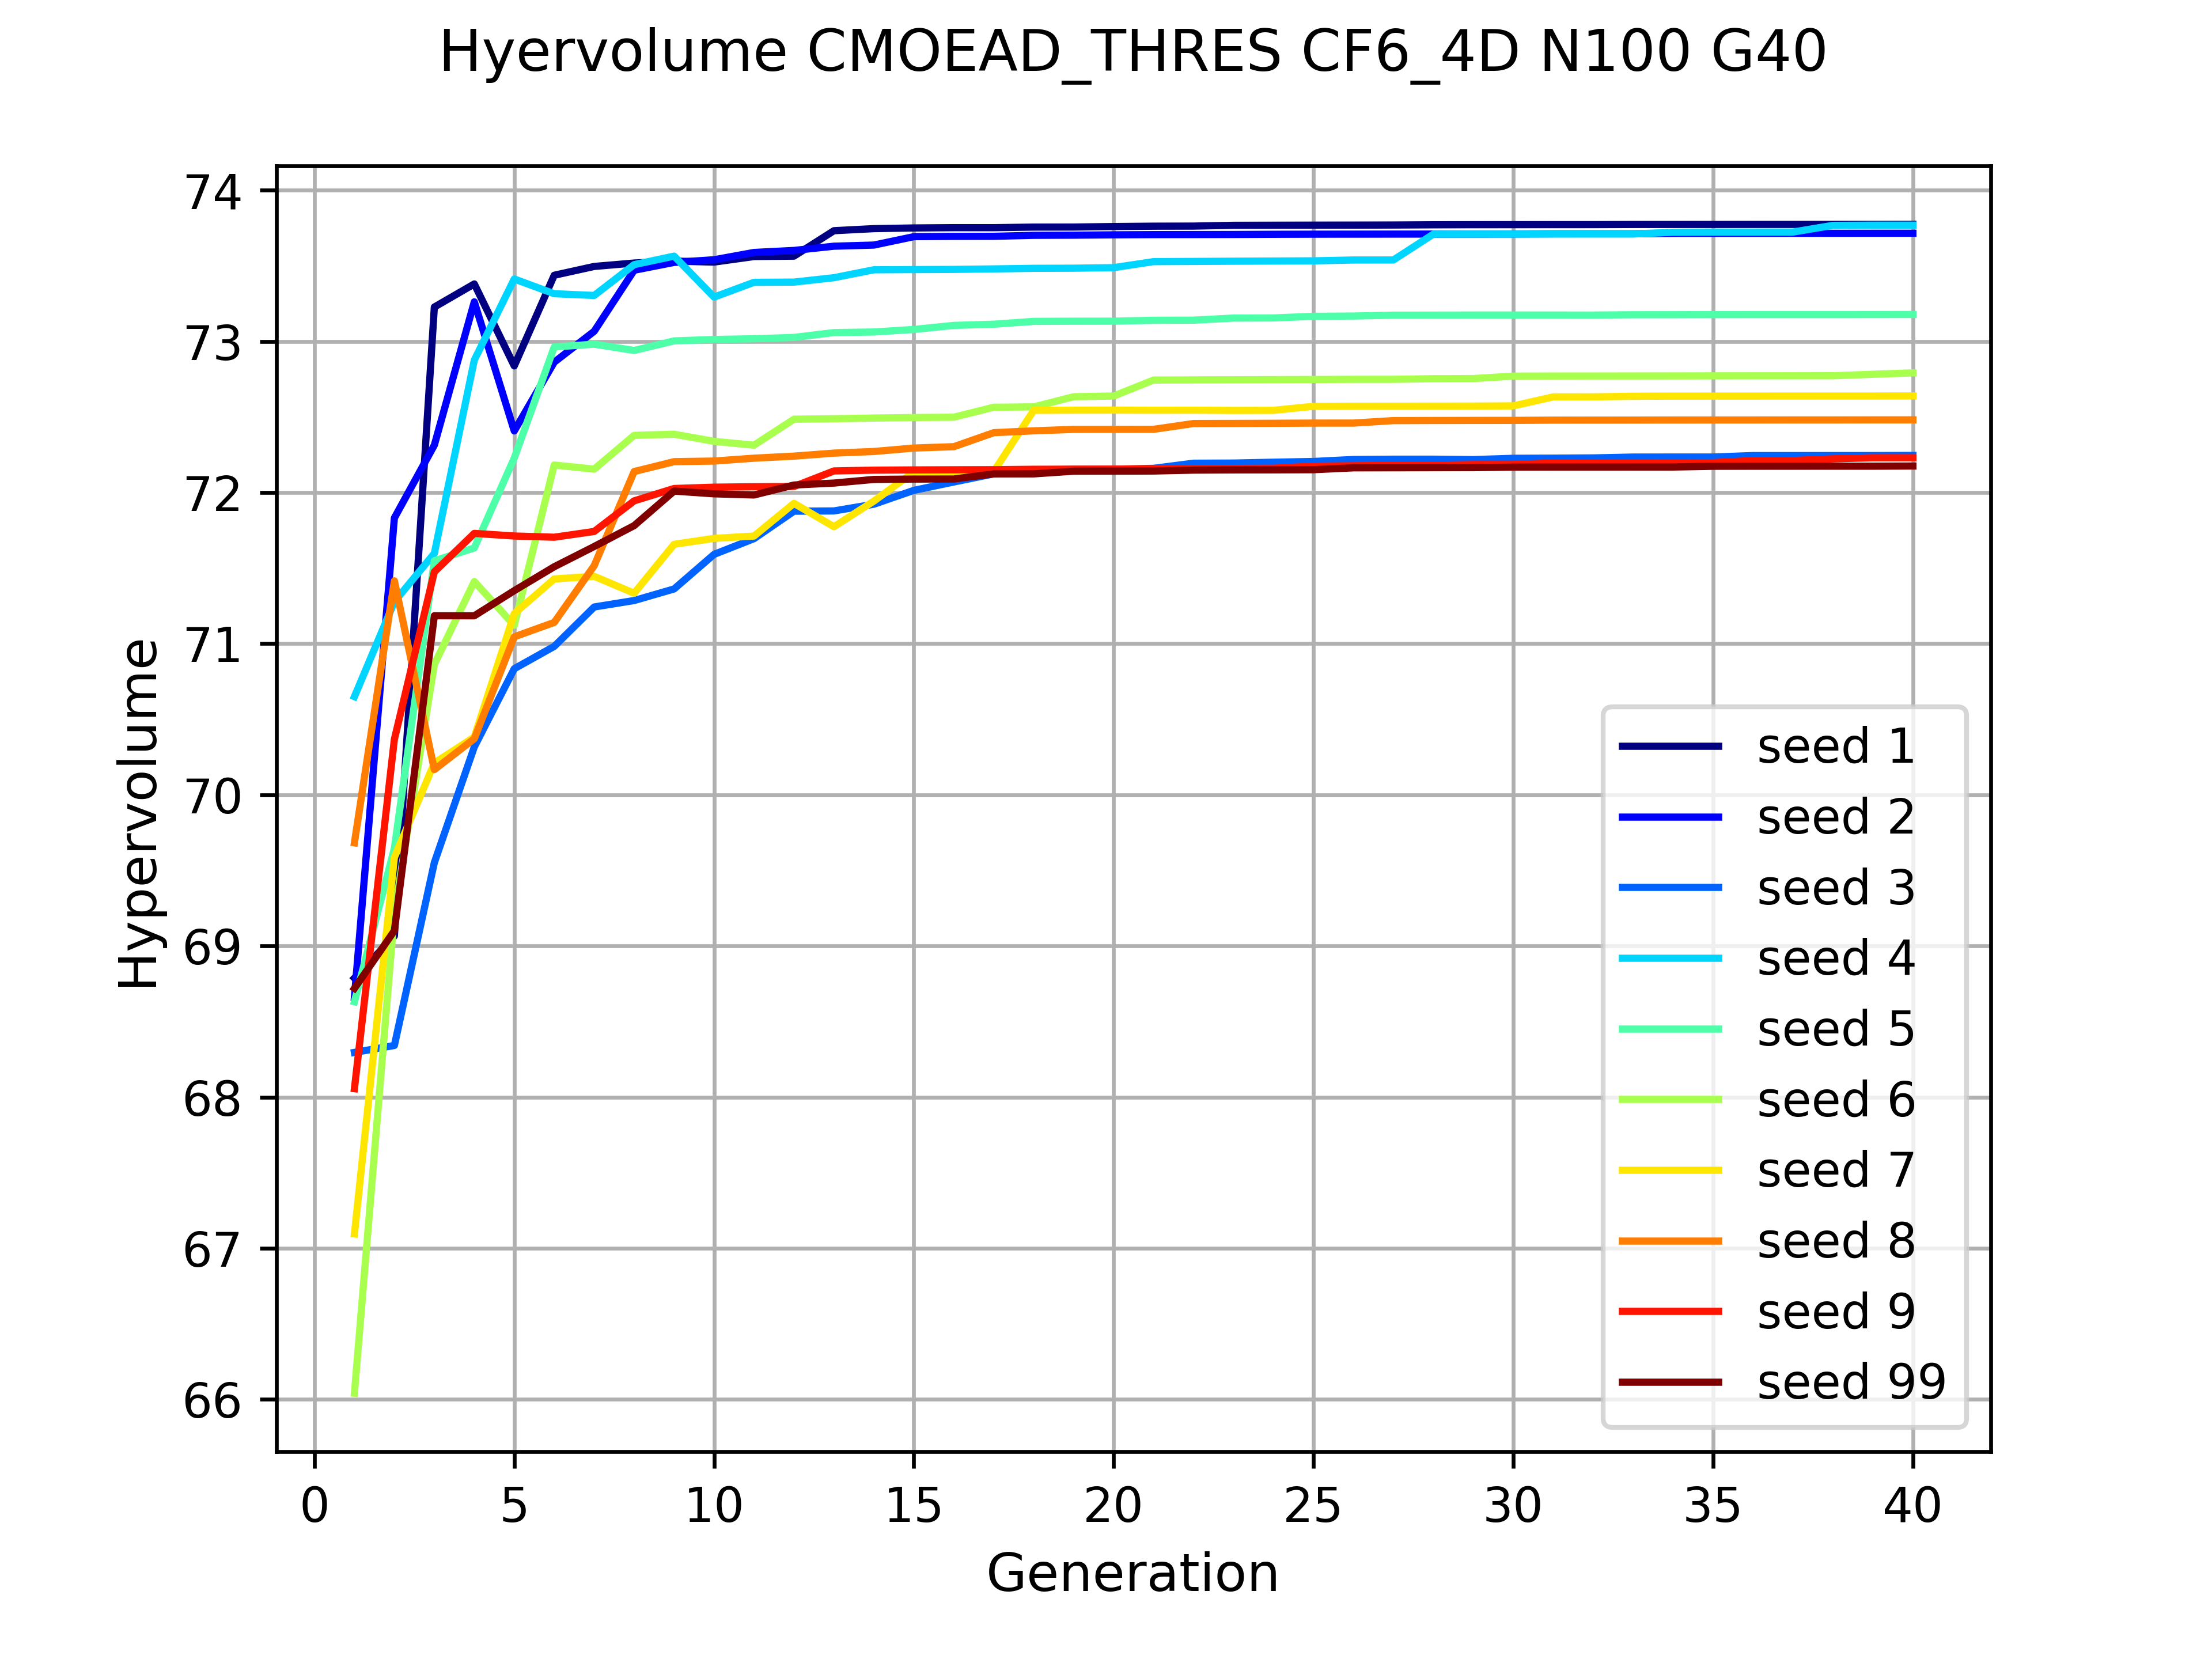 Hyervolume CMOEAD_THRES CF6_4D N100 G40
74
73
72
71
70
69
68
67
66
Hypervolume
0 5 10 15 20 25 30 35 40
Generation
seed 1
seed 2
seed 3
seed 4
seed 5
seed 6
seed 7
seed 8
seed 9
seed 99